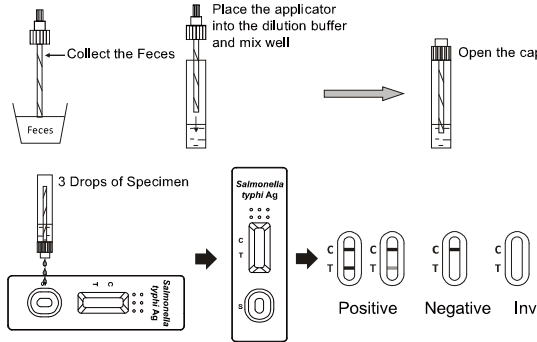 Place the applicator
into the dilution buffer
and mix well
Collect the Feces
Open the cap
Feces
3 Drops of Specimen
Salmonella
typhi Ag
C
T
S
T
C
Salmonella
typhi Ag
C
T
C
T
C
T
C
T
Positive
Negative
Inv